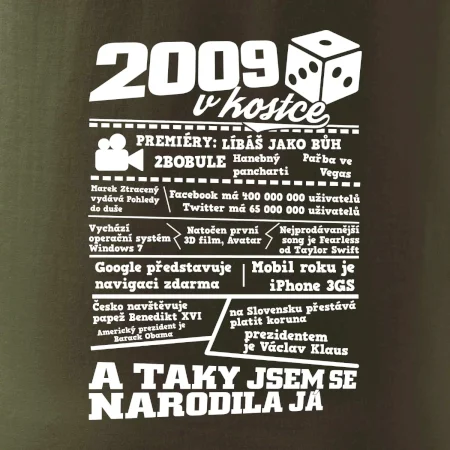 2009
v kostce
PREMIÉRY: LÍBÁŠ JAKO BŮH
2BOBULE
Hanebný
pancharti
Pařba ve
Vegas
Marek Ztracený
vydává Pohledy
do duše
Facebook má 400 000 000 uživatelů
Twitter má 65 000 000 uživatelů
Vychází
operační systém
Windows 7
Natočen první
3D film, Avatar
Nejprodávanější
song je Fearless
od Taylor Swift
Google představuje
navigaci zdarma
Mobil roku je
iPhone 3GS
Česko navštěvuje
papež Benedikt XVI
Americký prezident je
Barack Obama
na Slovensku přestává
platit koruna
prezidentem
je Václav Klaus
A TAKY JSEM SE
NARODILA JÁ